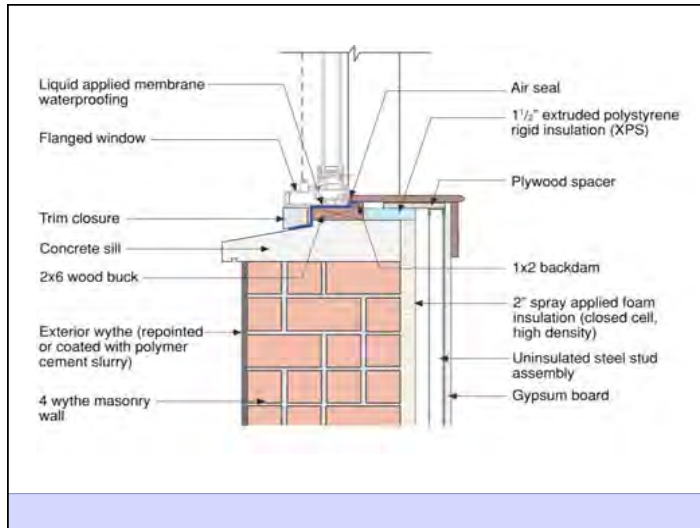 Liquid applied membrane
waterproofing
Flanged window
Trim closure
Concrete sill
2x6 wood buck
Exterior wythe (repointed
or coated with polymer
cement slurry)
4 wythe masonry
wall
Air seal
1 1/2" extruded polystyrene
rigid insulation (XPS)
Plywood spacer
1x2 backdam
2" spray applied foam
insulation (closed cell,
high density)
Uninsulated steel stud
assembly
Gypsum board